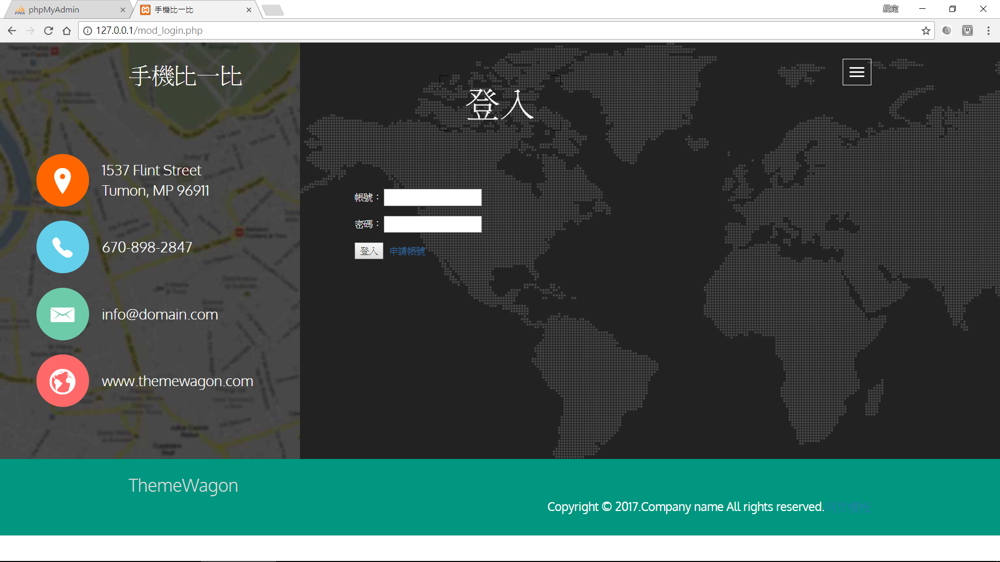 phpMyAdmin
手機比一比
晨定
127.0.0.1/mod_login.php
手機比一比
登入
1537 Flint Street
Tumon, MP 96911
帳號：
密碼：
670-898-2847
登入 申請帳號
info@domain.com
www.themewagon.com
ThemeWagon
Copyright © 2017.Company name All rights reserved.